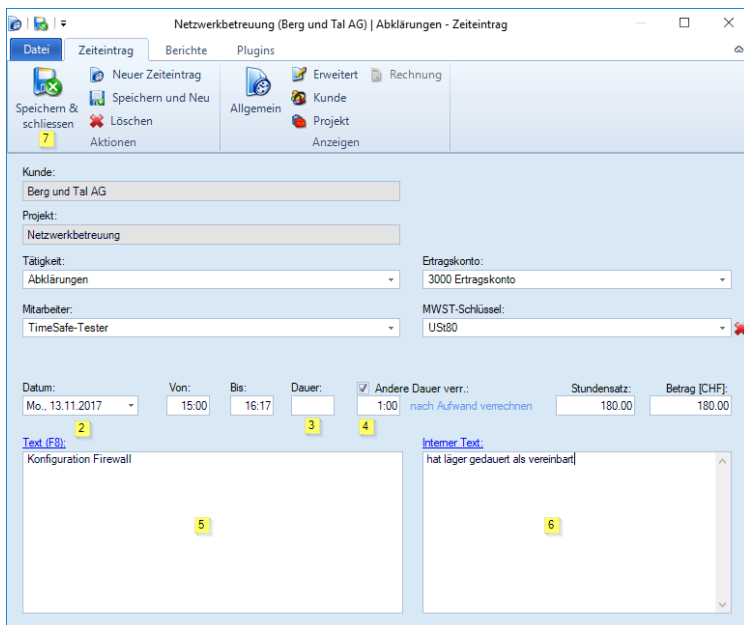 Netzwerkbetreuung (Berg und Tal AG) | Abklärungen - Zeiteintrag
Datei Zeiteintrag Berichte Plugins
Neuer Zeiteintrag Erweitert Rechnung
Speichern und Neu Kunde
Speichern & schliessen Löschen Allgemein Projekt
7 Aktionen Anzeigen
Kunde:
Berg und Tal AG
Projekt:
Netzwerkbetreuung
Tätigkeit: Ertragskonto:
Abklärungen 3000 Ertragskonto
Mitarbeiter: MWST-Schlüssel:
TimeSafe-Tester USt80
Datum: Von: Bis: Dauer: Andere Dauer verr.: Stundensatz: Betrag [CHF]:
Mo., 13.11.2017 15:00 16:17 1:00 nach Aufwand verrechnen 180.00 180.00
2 3 4
Text (F8): Interner Text:
Konfiguration Firewall hat läger gedauert als vereinbart
5 6